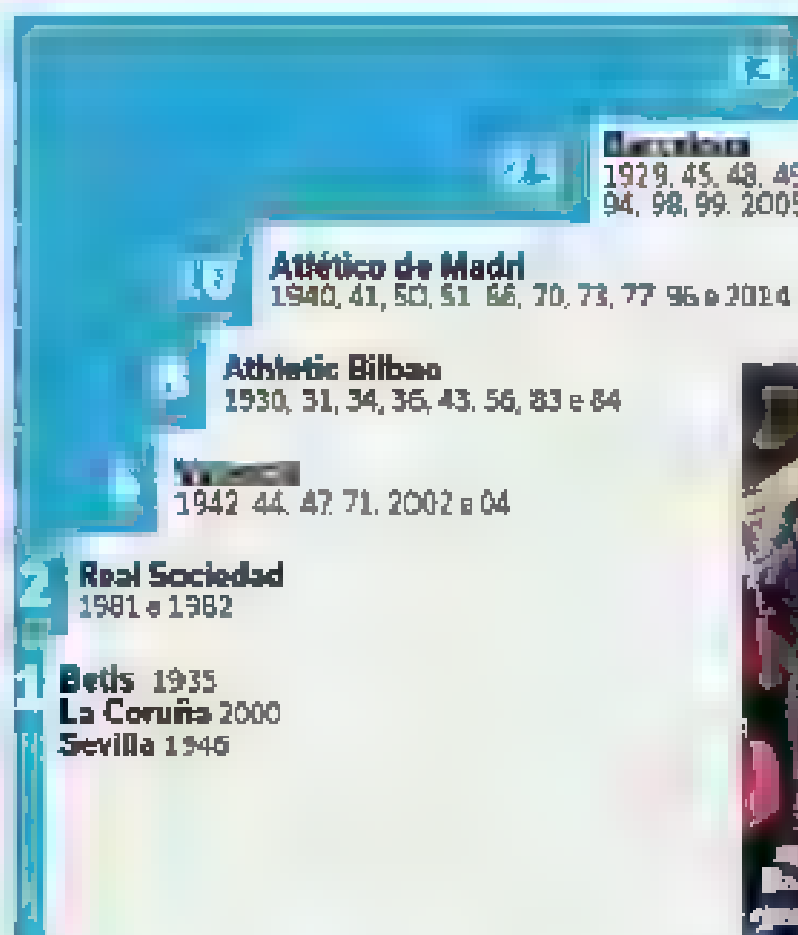 Barcelona
1929, 45, 48, 49
94, 98, 99, 2005
Atlético de Madri
1940, 41, 50, 51 66, 70, 73, 77 96 e 2014
Athletic Bilbao
1930, 31, 34, 36, 43, 56, 83 e 84
Valencia
1942 44, 47 71, 2002 e 04
2 Real Sociedad
1981 e 1982
1 Betis 1935
La Coruña 2000
Sevilla 1946